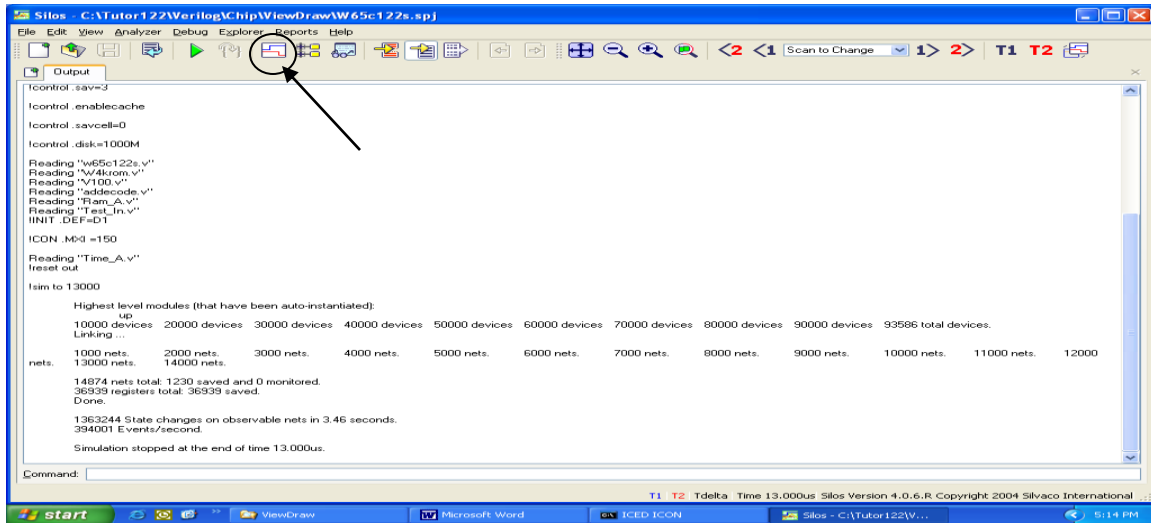 Silos - C:\Tutor122\Verilog\Chip\ViewDraw\W65c122s.spj
File Edit View Analyzer Debug Explorer Reports Help
<2 <1 Scan to Change 1> 2> T1 T2
Output
!control .sav=3
!control .enablecache
!control .savcell=0
!control .disk=1000M
Reading "w65c122s.v"
Reading "W4krom.v"
Reading "V100.v"
Reading "addecode.v"
Reading "Ram_A.v"
Reading "Test_In.v"
!INIT .DEF=D1
!CON .MXI =150
Reading "Time_A.v"
!reset out
!sim to 13000
Highest level modules (that have been auto-instantiated):
up
10000 devices 20000 devices 30000 devices 40000 devices 50000 devices 60000 devices 70000 devices 80000 devices 90000 devices 93586 total devices.
Linking ...
1000 nets. 2000 nets. 3000 nets. 4000 nets. 5000 nets. 6000 nets. 7000 nets. 8000 nets. 9000 nets. 10000 nets. 11000 nets. 12000
nets. 13000 nets. 14000 nets.
14874 nets total: 1230 saved and 0 monitored.
36939 registers total: 36939 saved.
Done.
1363244 State changes on observable nets in 3.46 seconds.
394001 Events/second.
Simulation stopped at the end of time 13.000us.
Command:
T1 T2 Tdelta Time 13.000us Silos Version 4.0.6.R Copyright 2004 Silvaco International
start ViewDraw Microsoft Word ICED ICON Silos - C:\Tutor122\V... 5:14 PM